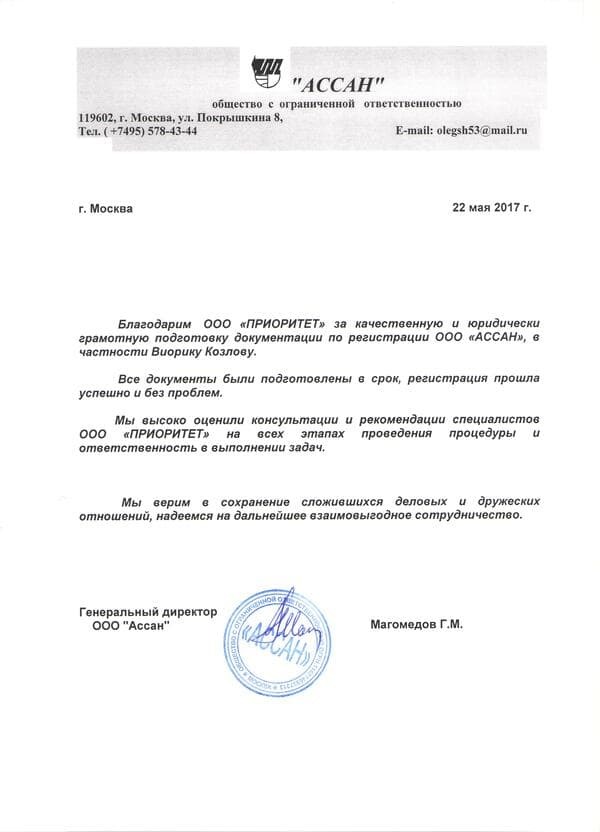 "АССАН"
общество с ограниченной ответственностью
119602, г. Москва, ул. Покрышкина 8,
Тел. ( +7495) 578-43-44 E-mail: olegsh53@mail.ru
г. Москва 22 мая 2017 г.
Благодарим ООО «ПРИОРИТЕТ» за качественную и юридически
грамотную подготовку документации по регистрации ООО «АССАН», в
частности Виорику Козлову.
Все документы были подготовлены в срок, регистрация прошла
успешно и без проблем.
Мы высоко оценили консультации и рекомендации специалистов
ООО «ПРИОРИТЕТ» на всех этапах проведения процедуры и
ответственность в выполнении задач.
Мы верим в сохранение сложившихся деловых и дружеских
отношений, надеемся на дальнейшее взаимовыгодное сотрудничество.
Генеральный директор
ООО "Ассан" Магомедов Г.М.
«АССАН»
ОБЩЕСТВО С ОГРАНИЧЕННОЙ ОТВЕТСТВЕННОСТЬЮ
МОСКВА